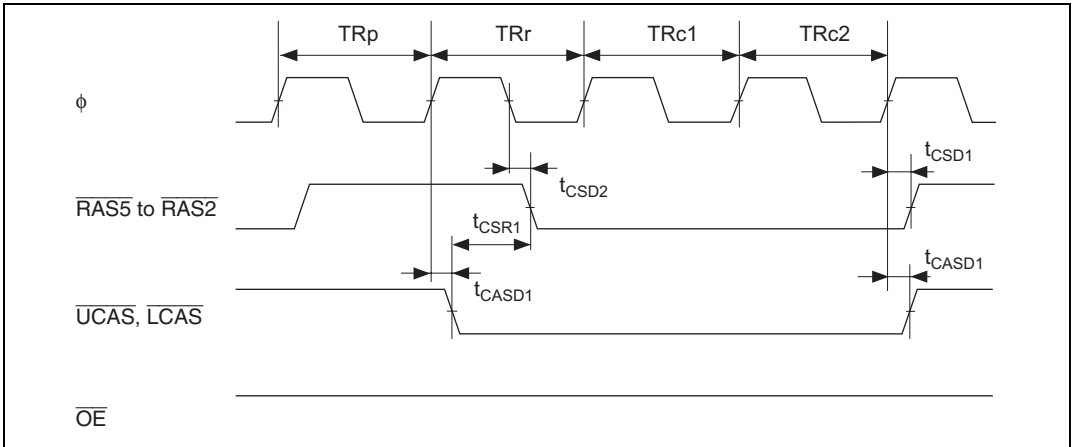 TRp TRr TRc1 TRc2
ϕ
tCSD1
tCSD2
RAS5 to RAS2
tCSR1
tCASD1
tCASD1
UCAS, LCAS
OE